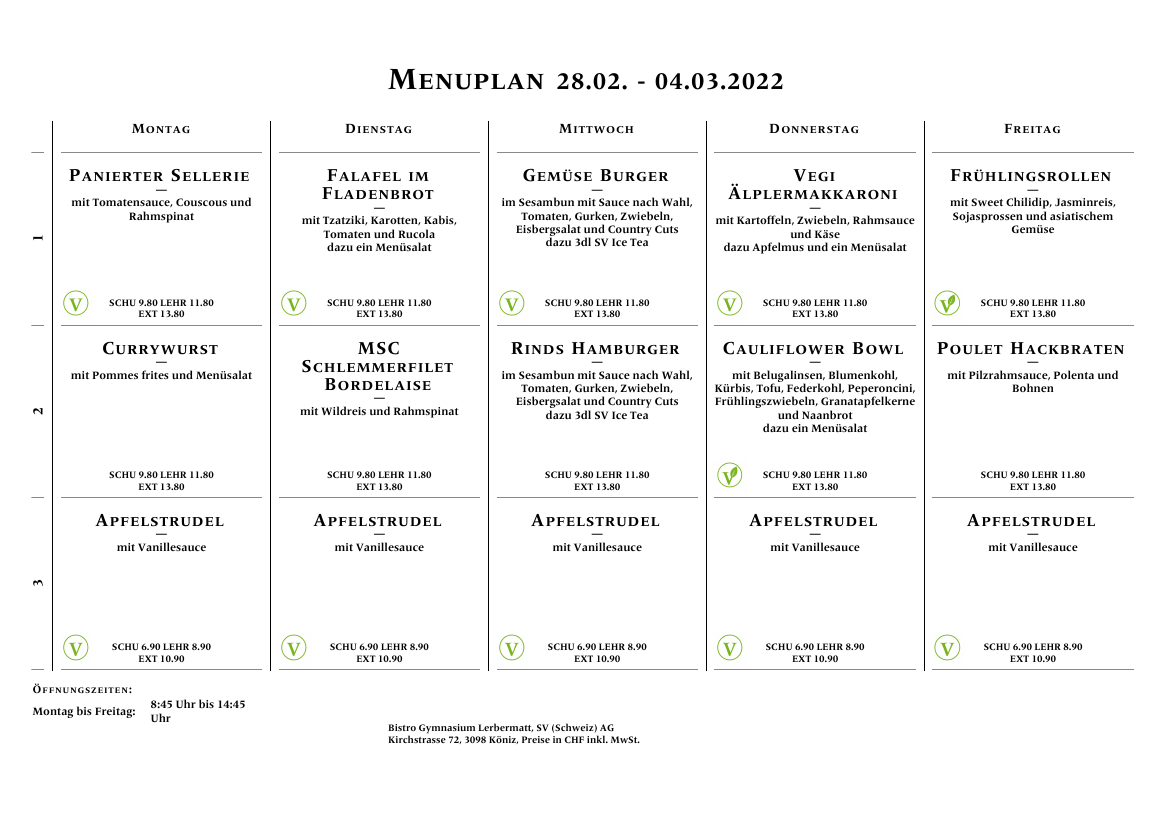 Menuplan 28.02. - 04.03.2022
Montag
Dienstag
Mittwoch
Donnerstag
Freitag
1
Panierter Sellerie
—
mit Tomatensauce, Couscous und
Rahmspinat
V
SCHU 9.80 LEHR 11.80
EXT 13.80
Falafel im
Fladenbrot
—
mit Tzatziki, Karotten, Kabis,
Tomaten und Rucola
dazu ein Menüsalat
V
SCHU 9.80 LEHR 11.80
EXT 13.80
Gemüse Burger
—
im Sesambun mit Sauce nach Wahl,
Tomaten, Gurken, Zwiebeln,
Eisbergsalat und Country Cuts
dazu 3dl SV Ice Tea
V
SCHU 9.80 LEHR 11.80
EXT 13.80
Vegi
Älplermakkaroni
—
mit Kartoffeln, Zwiebeln, Rahmsauce
und Käse
dazu Apfelmus und ein Menüsalat
V
SCHU 9.80 LEHR 11.80
EXT 13.80
Frühlingsrollen
—
mit Sweet Chilidip, Jasminreis,
Sojasprossen und asiatischem
Gemüse
V
SCHU 9.80 LEHR 11.80
EXT 13.80
2
Currywurst
—
mit Pommes frites und Menüsalat
SCHU 9.80 LEHR 11.80
EXT 13.80
MSC
Schlemmerfilet
Bordelaise
—
mit Wildreis und Rahmspinat
SCHU 9.80 LEHR 11.80
EXT 13.80
Rinds Hamburger
—
im Sesambun mit Sauce nach Wahl,
Tomaten, Gurken, Zwiebeln,
Eisbergsalat und Country Cuts
dazu 3dl SV Ice Tea
SCHU 9.80 LEHR 11.80
EXT 13.80
Cauliflower Bowl
—
mit Belugalinsen, Blumenkohl,
Kürbis, Tofu, Federkohl, Peperoncini,
Frühlingszwiebeln, Granatapfelkerne
und Naanbrot
dazu ein Menüsalat
V
SCHU 9.80 LEHR 11.80
EXT 13.80
Poulet Hackbraten
—
mit Pilzrahmsauce, Polenta und
Bohnen
SCHU 9.80 LEHR 11.80
EXT 13.80
3
Apfelstrudel
—
mit Vanillesauce
V
SCHU 6.90 LEHR 8.90
EXT 10.90
Apfelstrudel
—
mit Vanillesauce
V
SCHU 6.90 LEHR 8.90
EXT 10.90
Apfelstrudel
—
mit Vanillesauce
V
SCHU 6.90 LEHR 8.90
EXT 10.90
Apfelstrudel
—
mit Vanillesauce
V
SCHU 6.90 LEHR 8.90
EXT 10.90
Apfelstrudel
—
mit Vanillesauce
V
SCHU 6.90 LEHR 8.90
EXT 10.90
Öffnungszeiten:
Montag bis Freitag: 8:45 Uhr bis 14:45
Uhr
Bistro Gymnasium Lerbermatt, SV (Schweiz) AG
Kirchstrasse 72, 3098 Köniz, Preise in CHF inkl. MwSt.